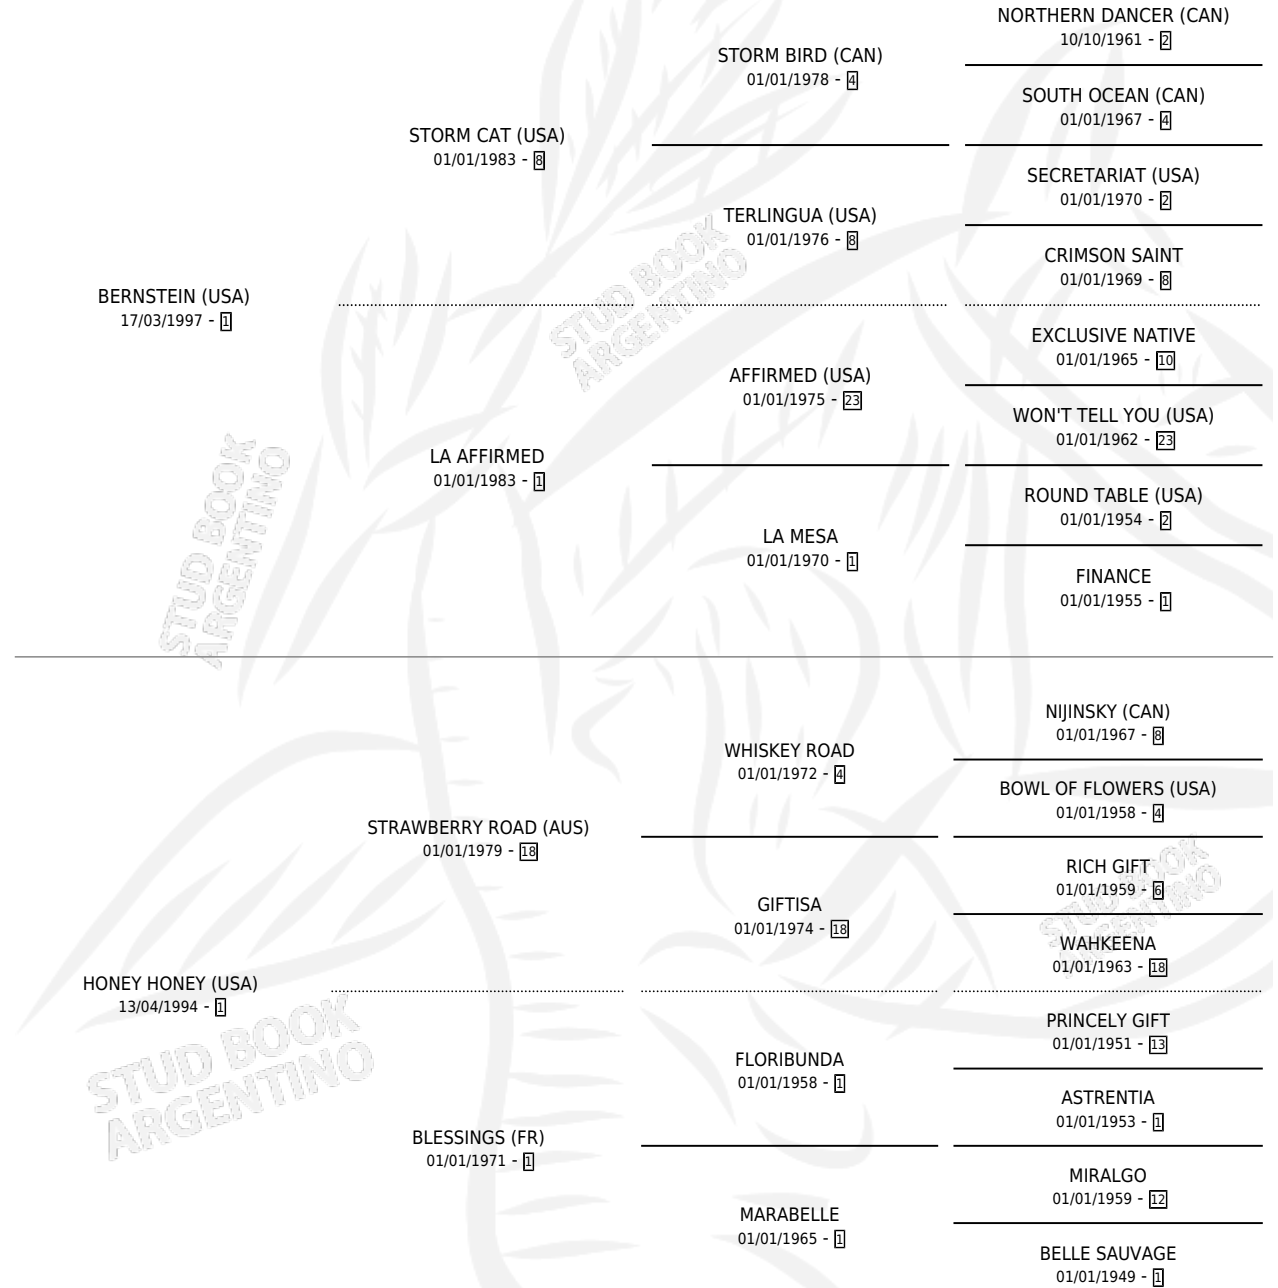 NORTHERN DANCER (CAN)
10/10/1961 - 2
STORM BIRD (CAN)
01/01/1978 - 4
SOUTH OCEAN (CAN)
01/01/1967 - 4
STORM CAT (USA)
01/01/1983 - 8
SECRETARIAT (USA)
01/01/1970 - 2
TERLINGUA (USA)
01/01/1976 - 8
CRIMSON SAINT
01/01/1969 - 8
BERNSTEIN (USA)
17/03/1997 - 1
EXCLUSIVE NATIVE
01/01/1965 - 10
AFFIRMED (USA)
01/01/1975 - 23
WON'T TELL YOU (USA)
01/01/1962 - 23
LA AFFIRMED
01/01/1983 - 1
ROUND TABLE (USA)
01/01/1954 - 2
LA MESA
01/01/1970 - 1
FINANCE
01/01/1955 - 1
STUD BOOK
ARGENTINO
STUD BOOK
ARGENTINO
NIJINSKY (CAN)
01/01/1967 - 8
WHISKEY ROAD
01/01/1972 - 4
BOWL OF FLOWERS (USA)
01/01/1958 - 4
STRAWBERRY ROAD (AUS)
01/01/1979 - 18
RICH GIFT
01/01/1959 - 6
GIFTISA
01/01/1974 - 18
WAHKEENA
01/01/1963 - 18
HONEY HONEY (USA)
13/04/1994 - 1
PRINCELY GIFT
01/01/1951 - 13
FLORIBUNDA
01/01/1958 - 1
ASTRENTIA
01/01/1953 - 1
BLESSINGS (FR)
01/01/1971 - 1
MIRALGO
01/01/1959 - 12
MARABELLE
01/01/1965 - 1
BELLE SAUVAGE
01/01/1949 - 1
STUD BOOK
ARGENTINO
STUD BOOK
ARGENTINO